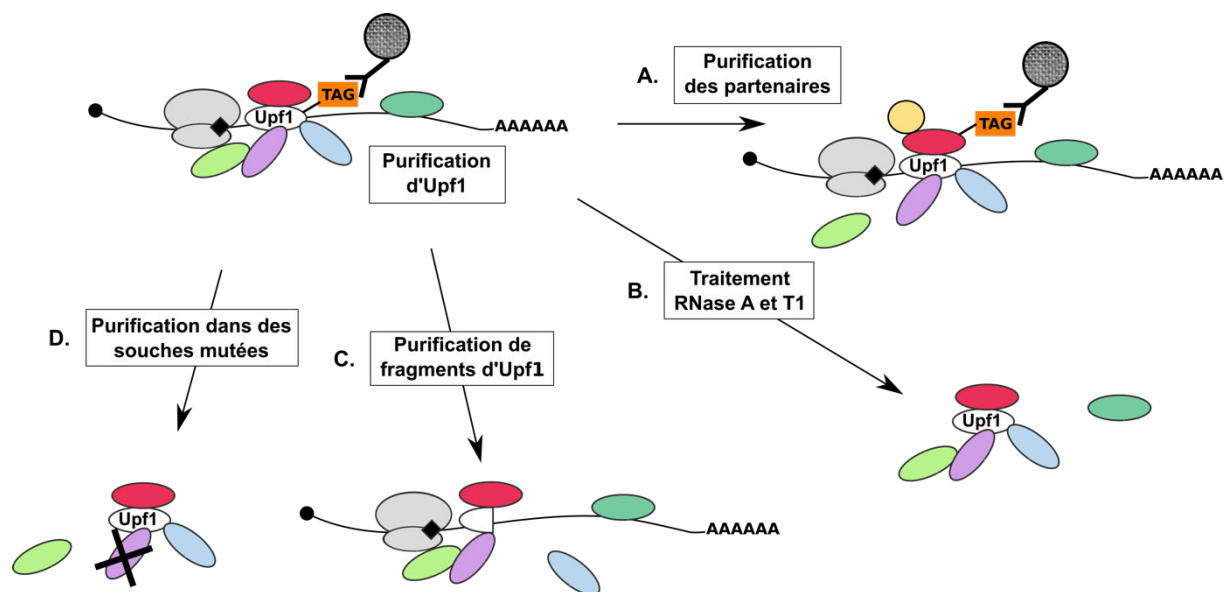 TAG
Upf1
AAAAAA
Purification
d'Upf1
A.
Purification
des partenaires
TAG
Upf1
AAAAAA
B.
Traitement
RNase A et T1
Upf1
D.
Purification dans des
souches mutées
C.
Purification de
fragments d'Upf1
Upf1
AAAAAA